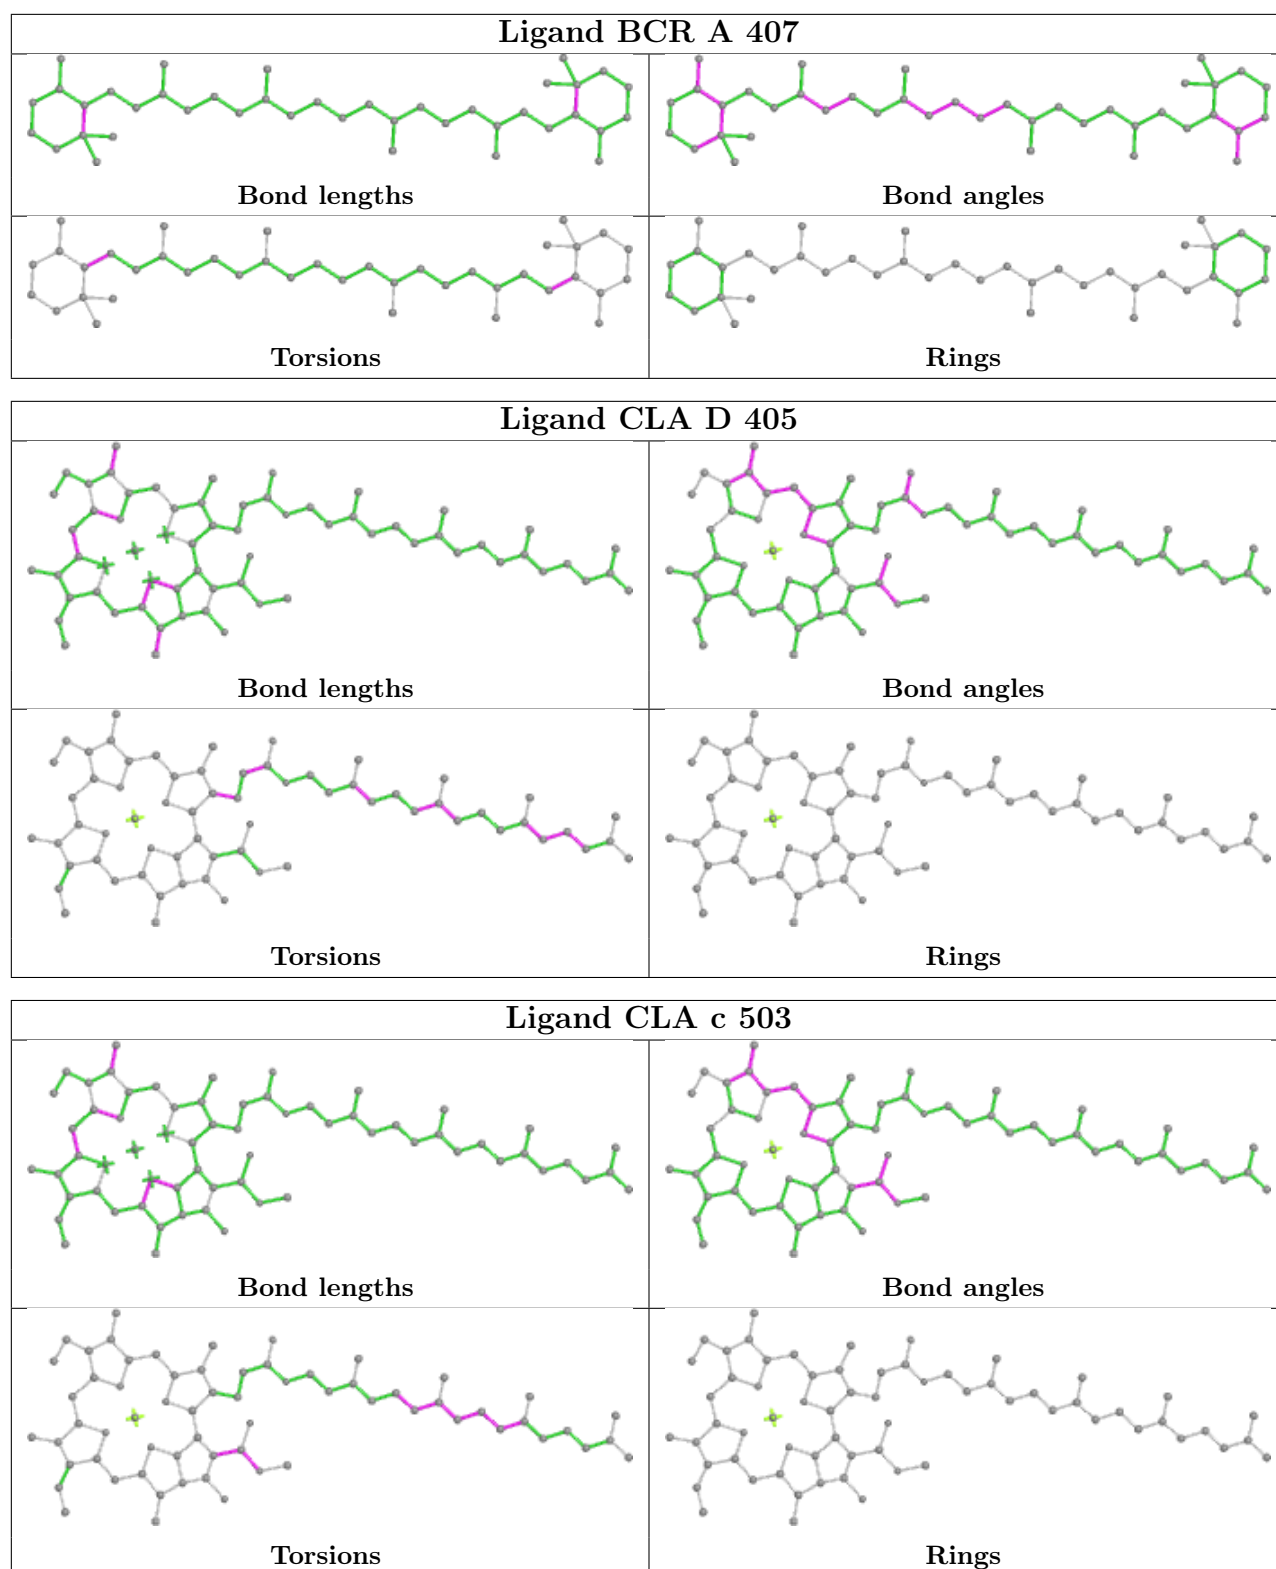 Ligand BCR A 407
Bond lengths
Bond angles
Torsions
Rings
Ligand CLA D 405
Bond lengths
Bond angles
Torsions
Rings
Ligand CLA c 503
Bond lengths
Bond angles
Torsions
Rings